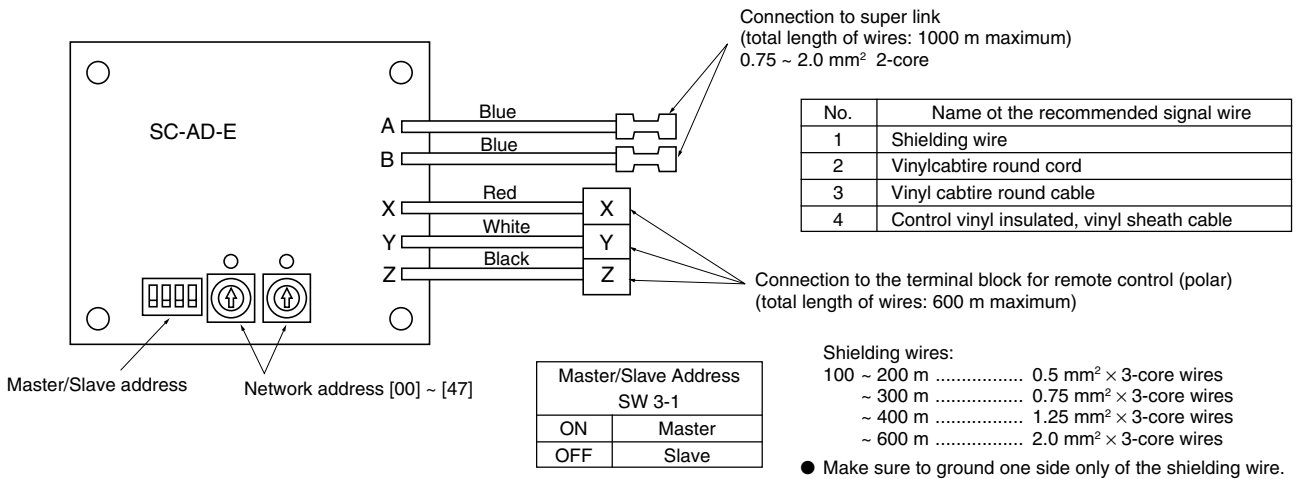 Connection to super link
(total length of wires: 1000 m maximum)
0.75 ~ 2.0 mm² 2-core
SC-AD-E
A Blue
B Blue
X Red X
Y White Y
Z Black Z
No. Name ot the recommended signal wire
1 Shielding wire
2 Vinylcabtire round cord
3 Vinyl cabtire round cable
4 Control vinyl insulated, vinyl sheath cable
Connection to the terminal block for remote control (polar)
(total length of wires: 600 m maximum)
Master/Slave address
Network address [00] ~ [47]
Master/Slave Address
SW 3-1
ON Master
OFF Slave
Shielding wires:
100 ~ 200 m ................. 0.5 mm² × 3-core wires
~ 300 m ................. 0.75 mm² × 3-core wires
~ 400 m ................. 1.25 mm² × 3-core wires
~ 600 m ................. 2.0 mm² × 3-core wires
● Make sure to ground one side only of the shielding wire.